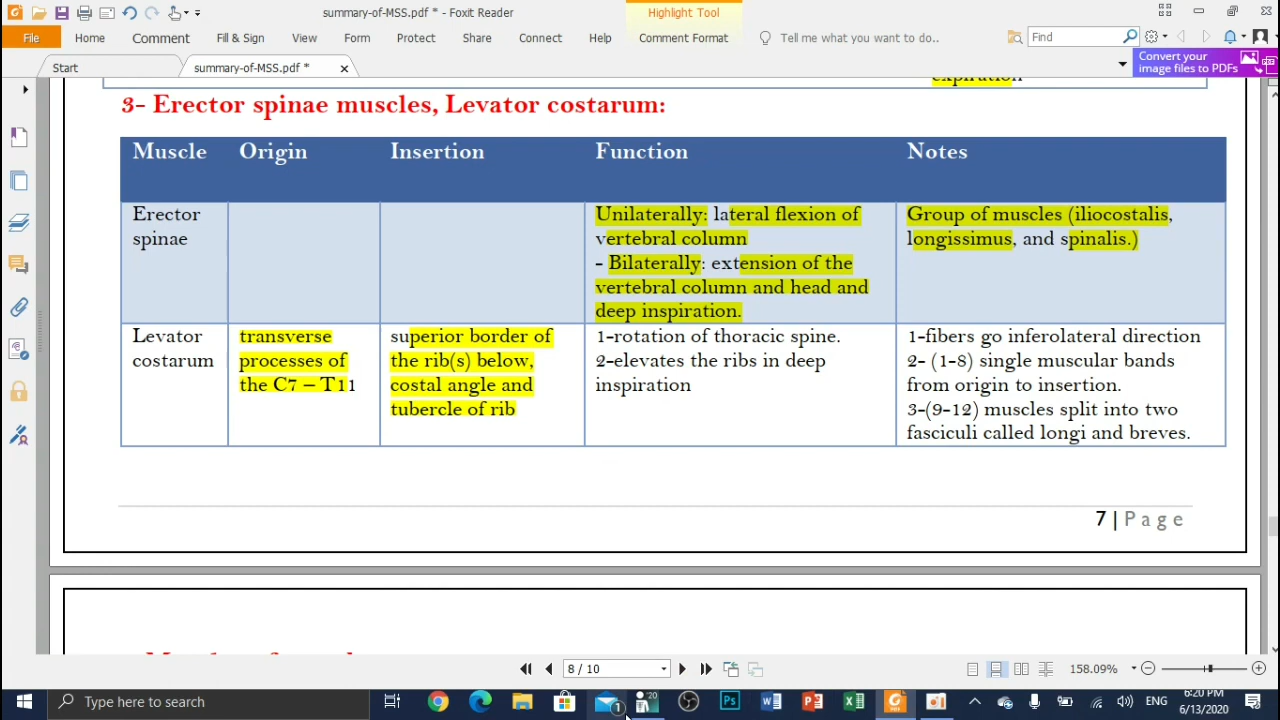 summary-of-MSS.pdf * - Foxit Reader
Highlight Tool
File
Home
Comment
Fill & Sign
View
Form
Protect
Share
Connect
Help
Comment Format
Tell me what you want to do..
Find
Start
summary-of-MSS.pdf *
Convert your
image files to PDFs
expiration
3- Erector spinae muscles, Levator costarum:
Muscle
Origin
Insertion
Function
Notes
Erector
spinae
Unilaterally: lateral flexion of
vertebral column
- Bilaterally: extension of the
vertebral column and head and
deep inspiration.
Group of muscles (iliocostalis,
longissimus, and spinalis.)
Levator
costarum
transverse
processes of
the C7 – T11
superior border of
the rib(s) below,
costal angle and
tubercle of rib
1-rotation of thoracic spine.
2-elevates the ribs in deep
inspiration
1-fibers go inferolateral direction
2- (1-8) single muscular bands
from origin to insertion.
3-(9-12) muscles split into two
fasciculi called longi and breves.
7 | Page
8 / 10
158.09%
Type here to search
ENG
6:20 PM
6/13/2020